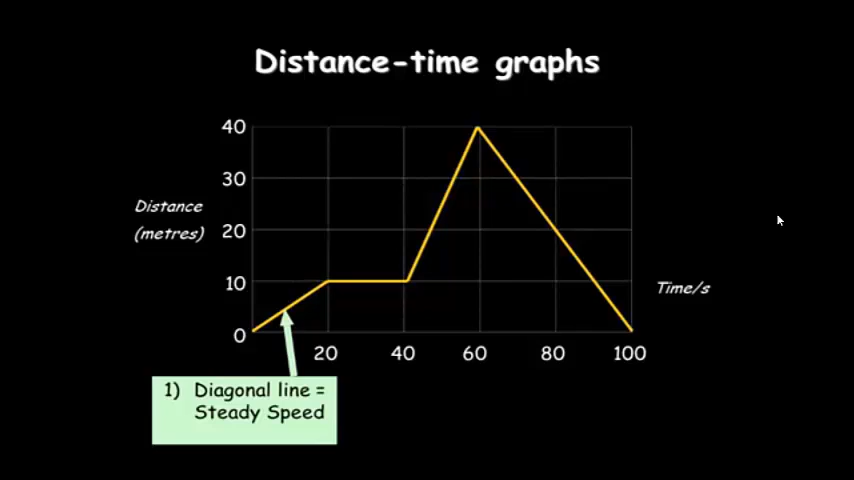 Distance-time graphs
40
30
Distance
(metres)
20
10
Time/s
0
20 40 60 80 100
1) Diagonal line =
Steady Speed